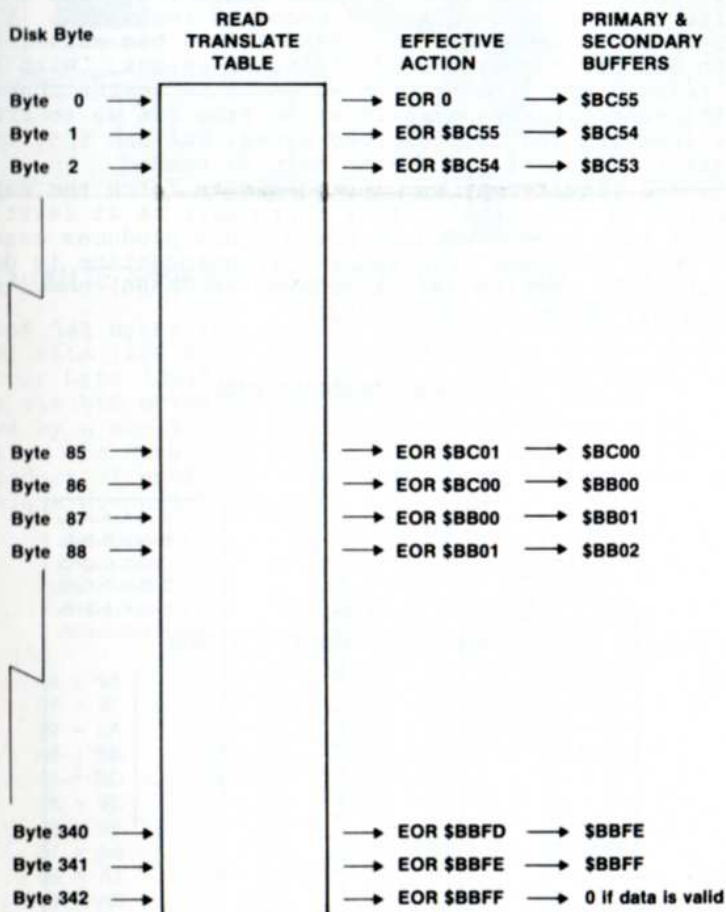 Disk Byte READ TRANSLATE TABLE EFFECTIVE ACTION PRIMARY & SECONDARY BUFFERS
Byte 0 EOR 0 $BC55
Byte 1 EOR $BC55 $BC54
Byte 2 EOR $BC54 $BC53
Byte 85 EOR $BC01 $BC00
Byte 86 EOR $BC00 $BB00
Byte 87 EOR $BB00 $BB01
Byte 88 EOR $BB01 $BB02
Byte 340 EOR $BBFD $BBFE
Byte 341 EOR $BBFE $BBFF
Byte 342 EOR $BBFF 0 if data is valid